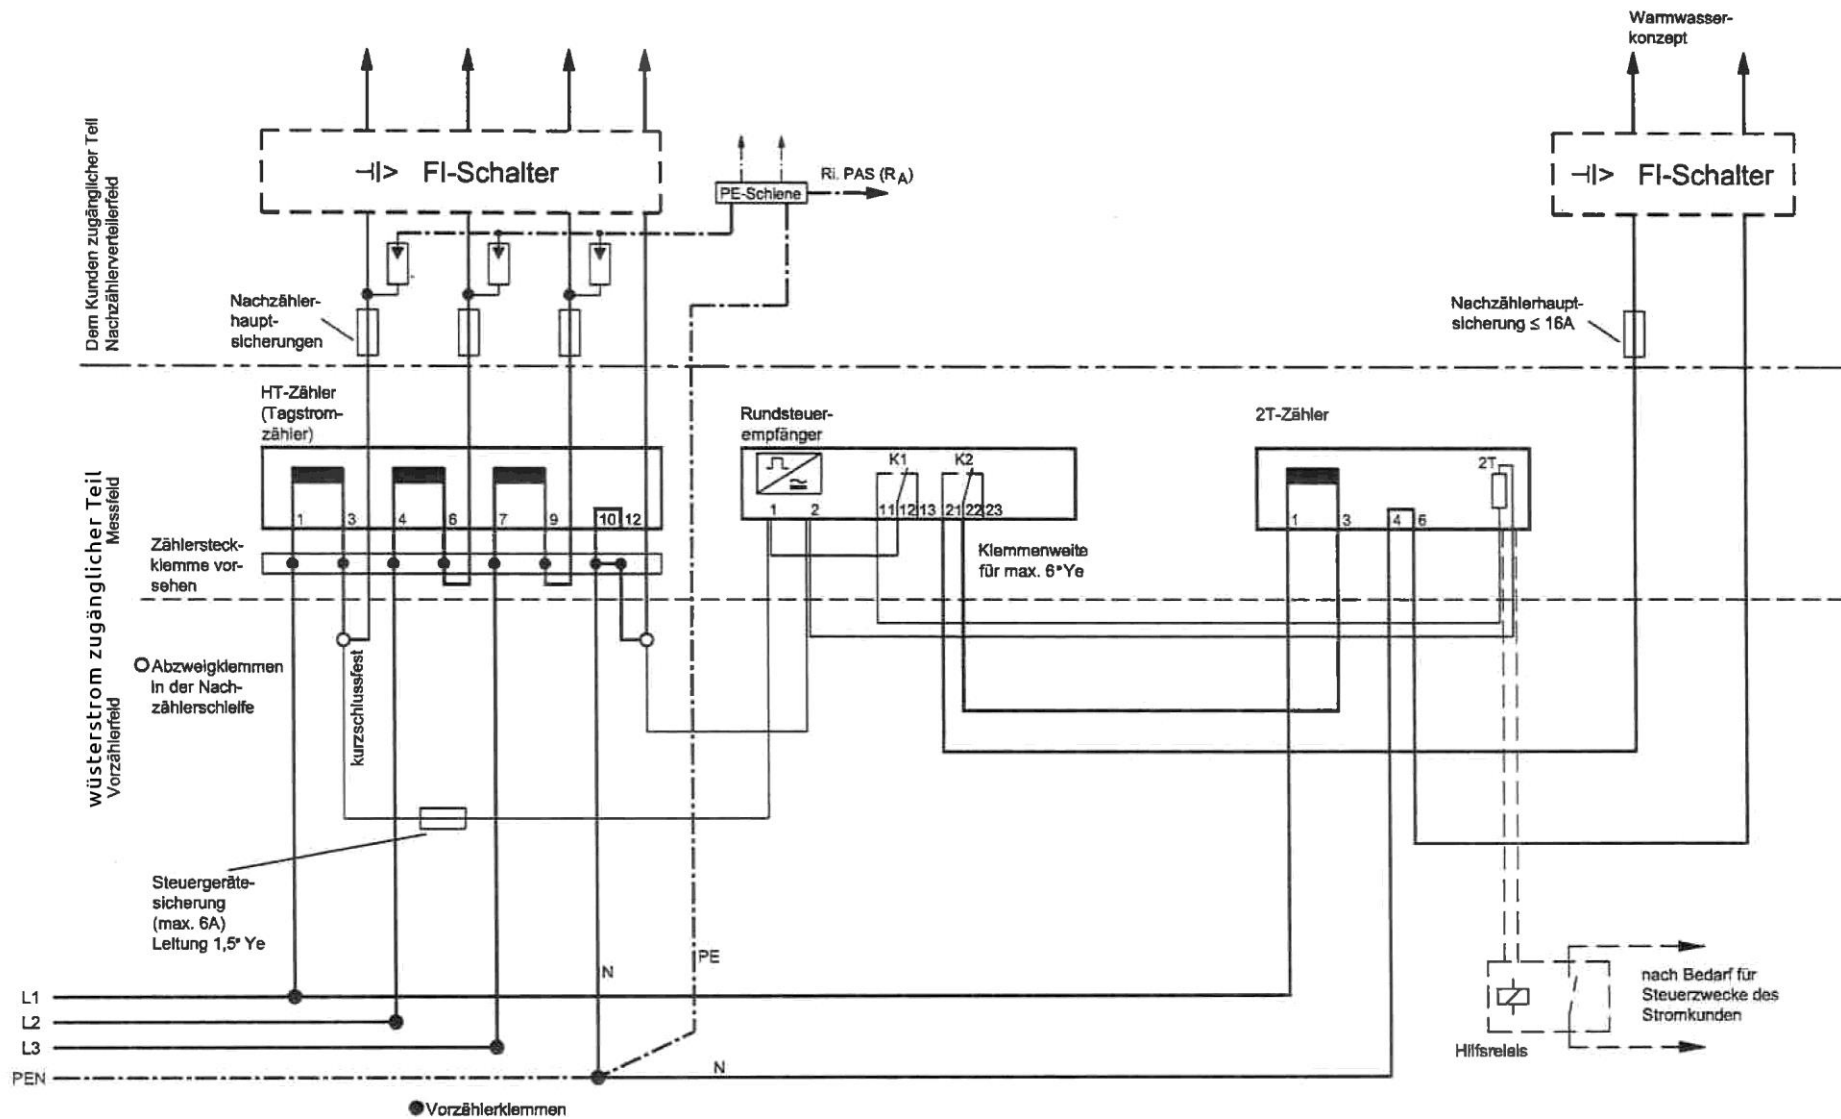 Warmwasser-
konzept
Dem Kunden zugänglicher Teil
Nachzählerverteilerfeld
⊣|> FI-Schalter
PE-Schiene
Ri. PAS (RA)
⊣|> FI-Schalter
Nachzähler-
haupt-
sicherungen
Nachzählerhaupt-
sicherung ≤ 16A
HT-Zähler
(Tagstrom-
zähler)
Rundsteuer-
empfänger
2T-Zähler
K1
K2
2T
1 3 4 6 7 9 10 12
1 2 11 12 13 21 22 23
1 3 4 6
wüsterstrom zugänglicher Teil
Messfeld
Vorzählerfeld
Zählersteck-
klemme vor-
sehen
Klemmenweite
für max. 6" Ye
Abzweigklemmen
in der Nach-
zählerschleife
kurzschlussfest
Steuergeräte-
sicherung
(max. 6A)
Leitung 1,5" Ye
N
PE
L1
L2
L3
PEN
N
nach Bedarf für
Steuerzwecke des
Stromkunden
Hilfsrelais
Vorzählerklemmen